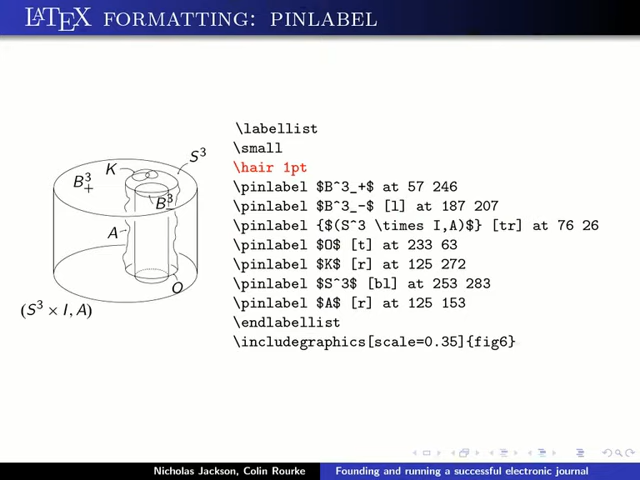 LATEX FORMATTING: PINLABEL
\labellist
\small
\hair 1pt
\pinlabel $B^3_+$ at 57 246
\pinlabel $B^3_-$ [l] at 187 207
\pinlabel {$(S^3 \times I,A)$} [tr] at 76 26
\pinlabel $O$ [t] at 233 63
\pinlabel $K$ [r] at 125 272
\pinlabel $S^3$ [bl] at 253 283
\pinlabel $A$ [r] at 125 153
\endlabellist
\includegraphics[scale=0.35]{fig6}
K
S³
B³₊
B³₋
A
O
(S³ × I, A)
Nicholas Jackson, Colin Rourke
Founding and running a successful electronic journal